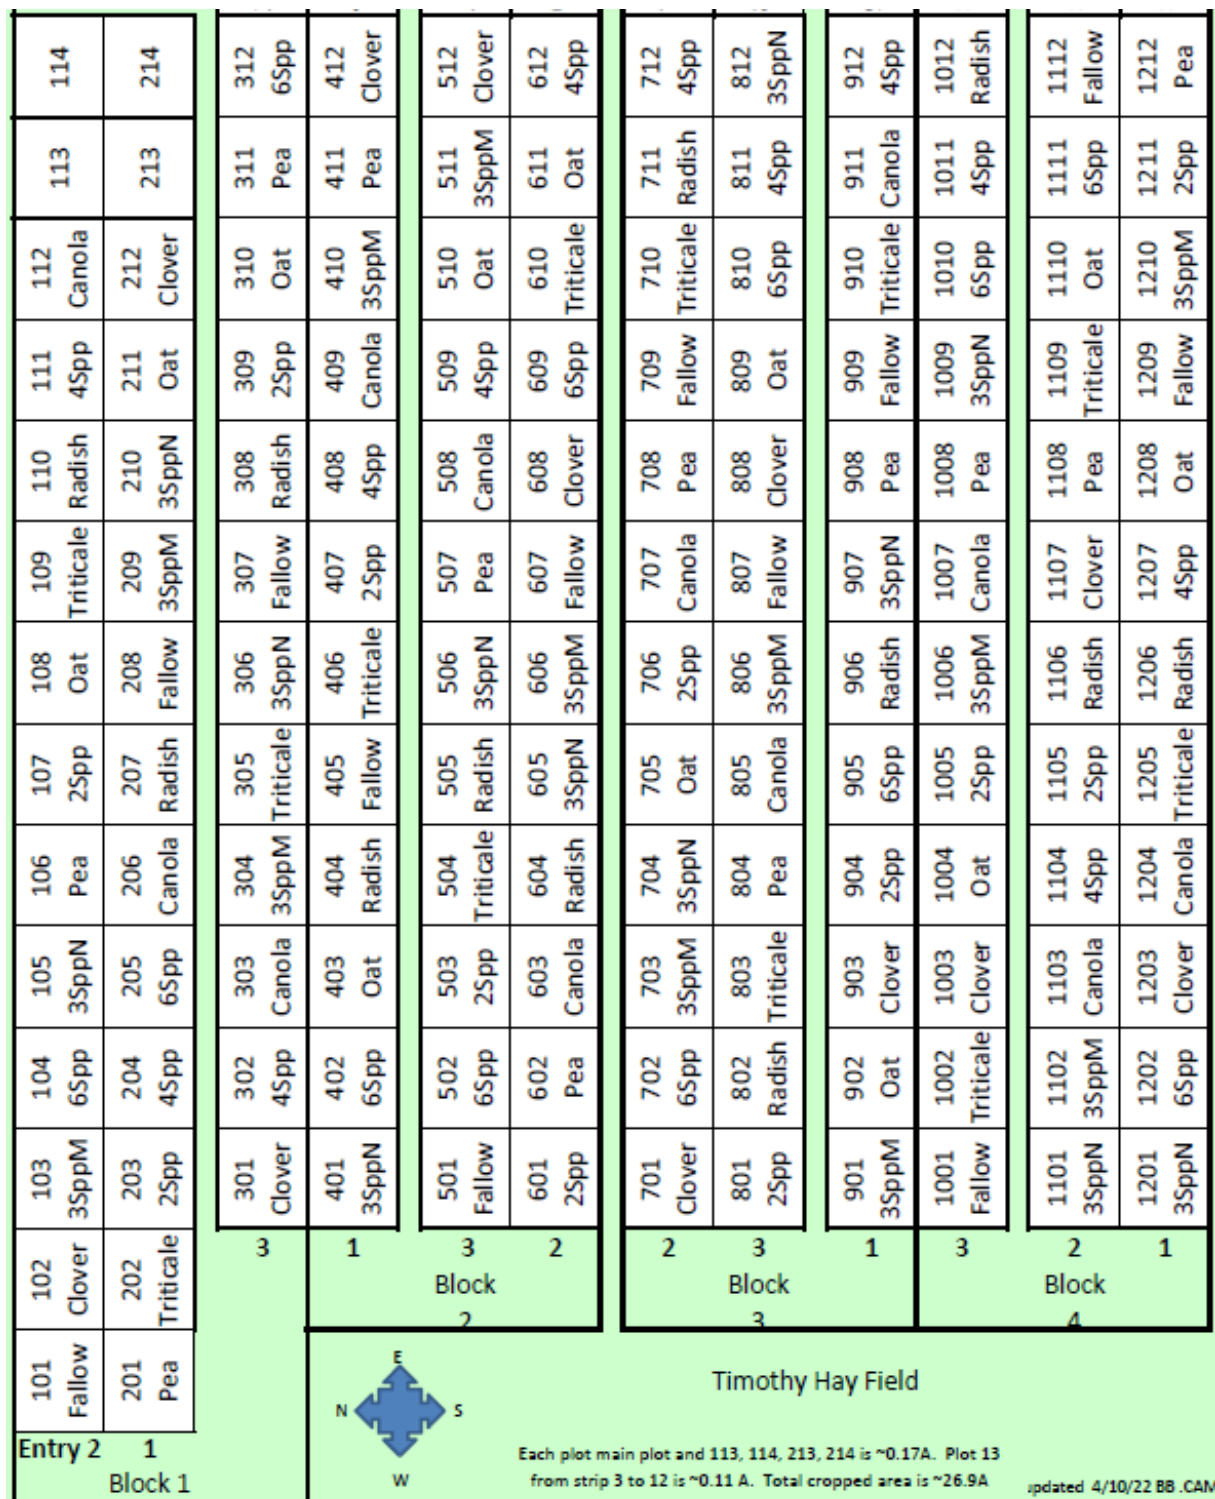 114 214 312 6Spp 412 Clover 512 Clover 612 4Spp 712 4Spp 812 3SppN 912 4Spp 1012 Radish 1112 Fallow 1212 Pea
113 213 311 Pea 411 Pea 511 3SppM 611 Oat 711 Radish 811 4Spp 911 Canola 1011 4Spp 1111 6Spp 1211 2Spp
112 Canola 212 Clover 310 Oat 410 3SppM 510 Oat 610 Triticale 710 Triticale 810 6Spp 910 Triticale 1010 6Spp 1110 Oat 1210 3SppM
111 4Spp 211 Oat 309 2Spp 409 Canola 509 4Spp 609 6Spp 709 Fallow 809 Oat 909 Fallow 1009 3SppN 1109 Triticale 1209 Fallow
110 Radish 210 3SppN 308 Radish 408 4Spp 508 Canola 608 Clover 708 Pea 808 Clover 908 Pea 1008 Pea 1108 Pea 1208 Oat
109 Triticale 209 3SppM 307 Fallow 407 2Spp 507 Pea 607 Fallow 707 Canola 807 Fallow 907 3SppN 1007 Canola 1107 Clover 1207 4Spp
108 Oat 208 Fallow 306 3SppN 406 Triticale 506 3SppN 606 3SppM 706 2Spp 806 3SppM 906 Radish 1006 3SppM 1106 Radish 1206 Radish
107 2Spp 207 Radish 305 Triticale 405 Fallow 505 Radish 605 3SppN 705 Oat 805 Canola 905 6Spp 1005 2Spp 1105 2Spp 1205 Triticale
106 Pea 206 Canola 304 3SppM 404 Radish 504 Triticale 604 Radish 704 3SppN 804 Pea 904 2Spp 1004 Oat 1104 4Spp 1204 Canola
105 3SppN 205 6Spp 303 Canola 403 Oat 503 2Spp 603 Canola 703 3SppM 803 Triticale 903 Clover 1003 Clover 1103 Canola 1203 Clover
104 6Spp 204 4Spp 302 4Spp 402 6Spp 502 6Spp 602 Pea 702 6Spp 802 Radish 902 Oat 1002 Triticale 1102 3SppM 1202 6Spp
103 3SppM 203 2Spp 301 Clover 401 3SppN 501 Fallow 601 2Spp 701 Clover 801 2Spp 901 3SppM 1001 Fallow 1101 3SppN 1201 3SppN
102 Clover 202 Triticale 3 1 3 2 2 3 1 3 2 1
Block Block Block
2 3 4
101 Fallow 201 Pea
E
N S
W
Timothy Hay Field
Entry 2 1
Block 1
Each plot main plot and 113, 114, 213, 214 is ~0.17A. Plot 13
from strip 3 to 12 is ~0.11 A. Total cropped area is ~26.9A
updated 4/10/22 BB .CAM